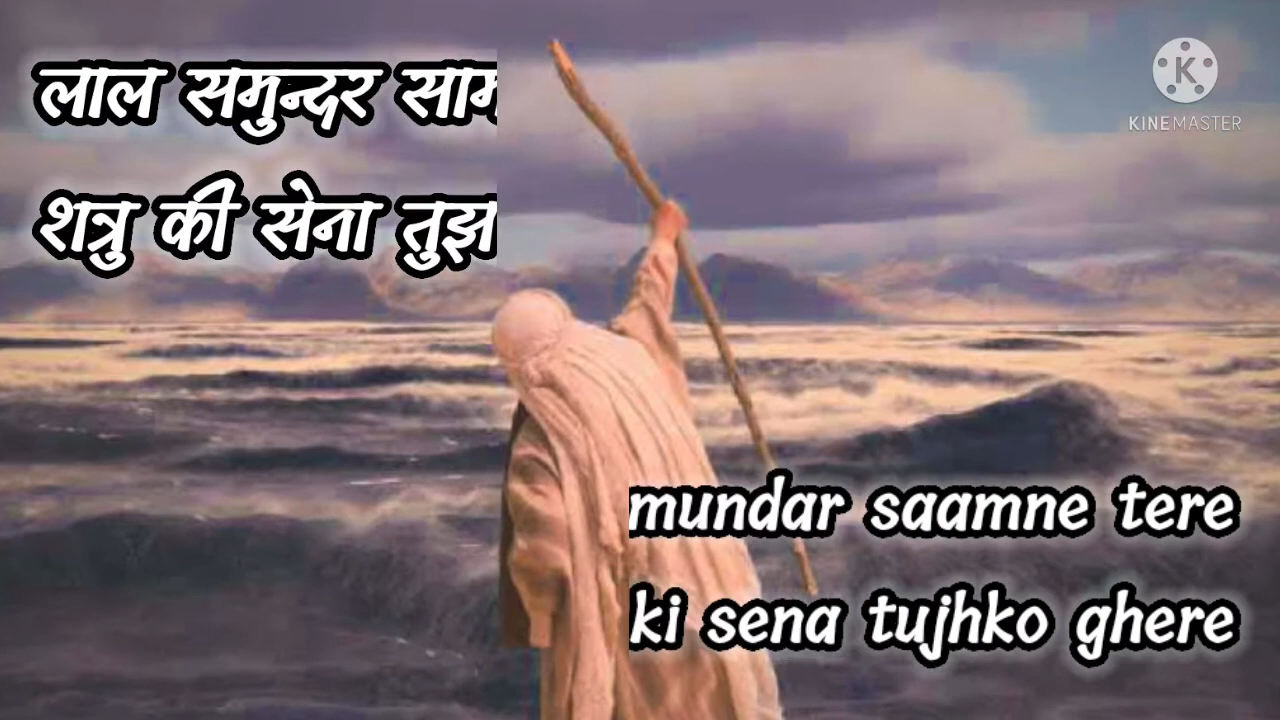 लाल समुन्दर साम
शत्रु की सेना तुझ
KINEMASTER
mundar saamne tere
ki sena tujhko ghere